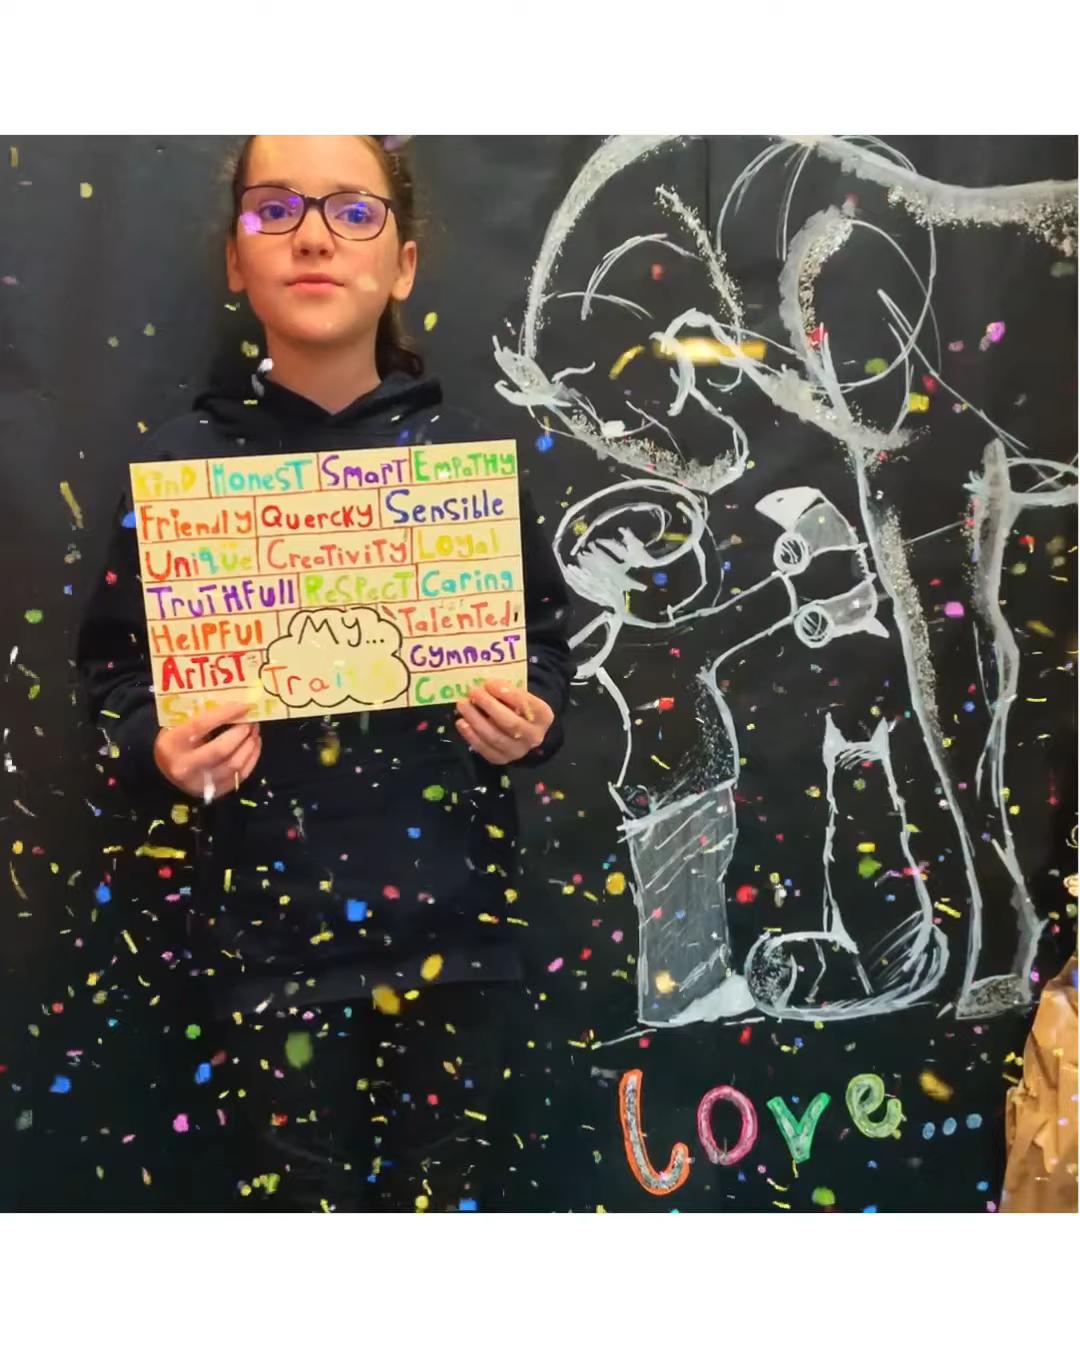 Kind Honest Smart Empathy
Friendly Quercky Sensible
Unique Creativity Loyal
Truthfull Respect Caring
Helpful My... Talented,
Artist Traits Gymnast
love...